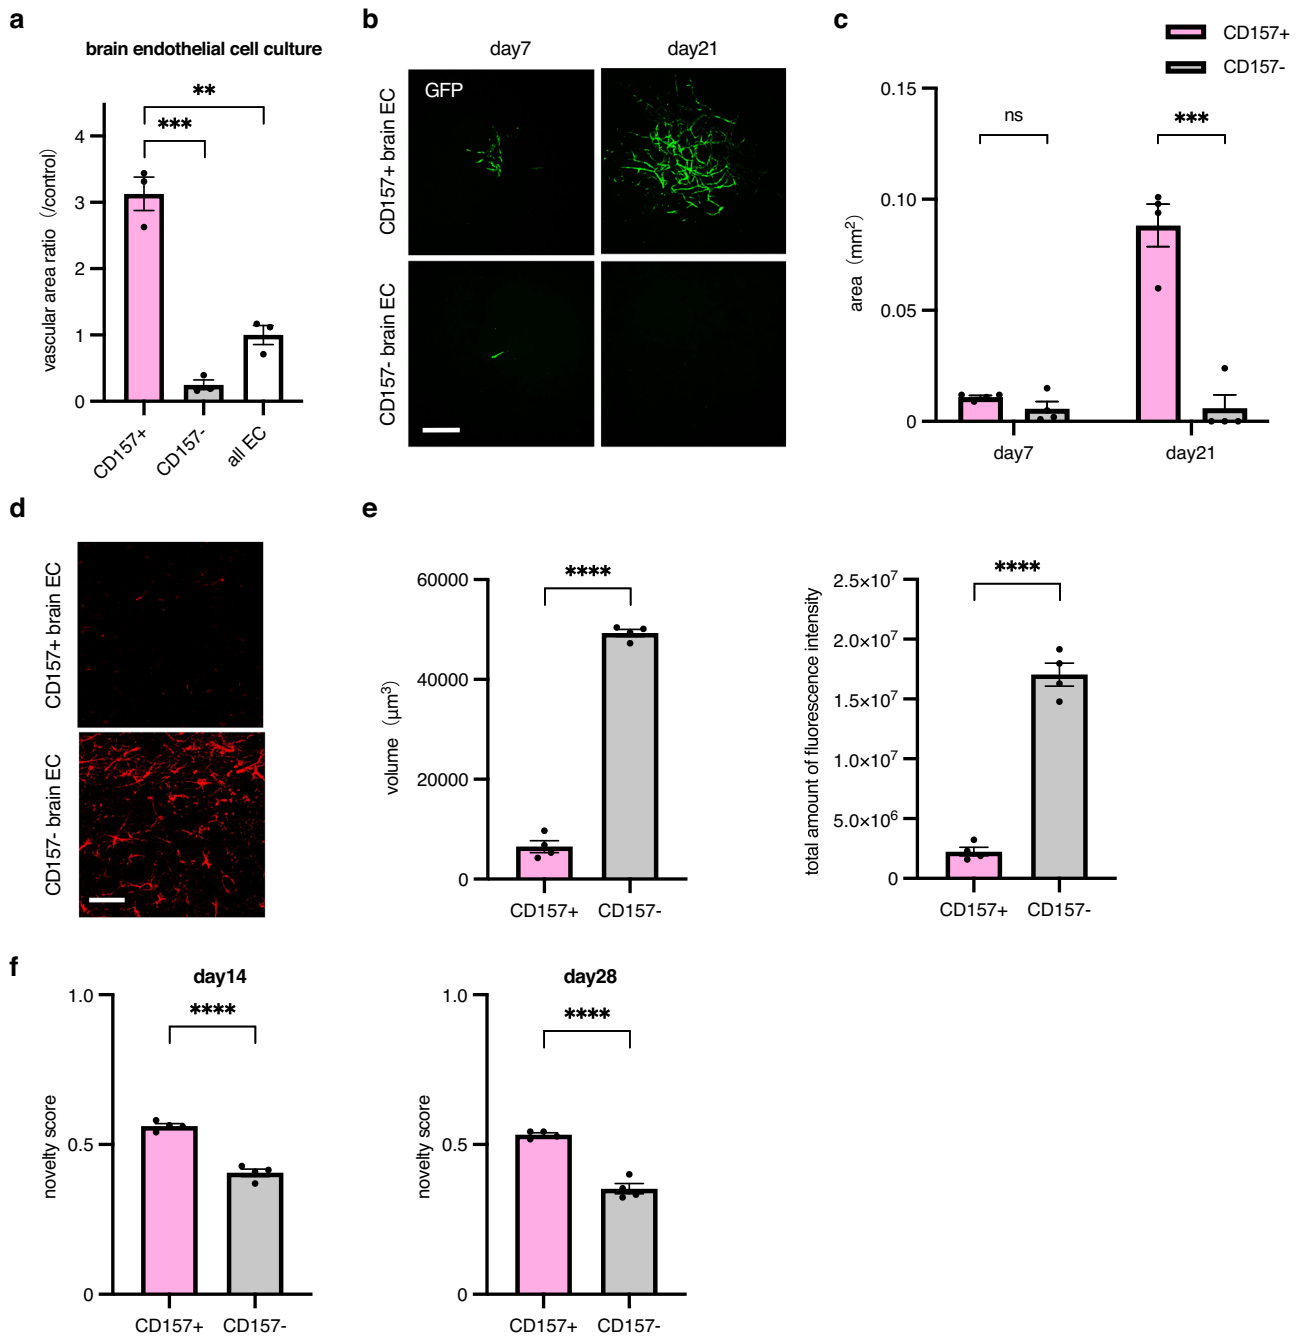 a
brain endothelial cell culture
vascular area ratio (/control)
4
3
2
1
0
**
***
CD157+
CD157-
all EC
b
day7
day21
GFP
CD157+ brain EC
CD157- brain EC
c
CD157+
CD157-
area (mm²)
0.15
0.10
0.05
0
ns
***
day7
day21
d
CD157+ brain EC
CD157- brain EC
e
volume (µm³)
60000
40000
20000
0
****
CD157+
CD157-
total amount of fluorescence intensity
2.5×10⁷
2.0×10⁷
1.5×10⁷
1.0×10⁷
5.0×10⁶
0
****
CD157+
CD157-
f
day14
novelty score
1.0
0.5
0
****
CD157+
CD157-
day28
novelty score
1.0
0.5
0
****
CD157+
CD157-